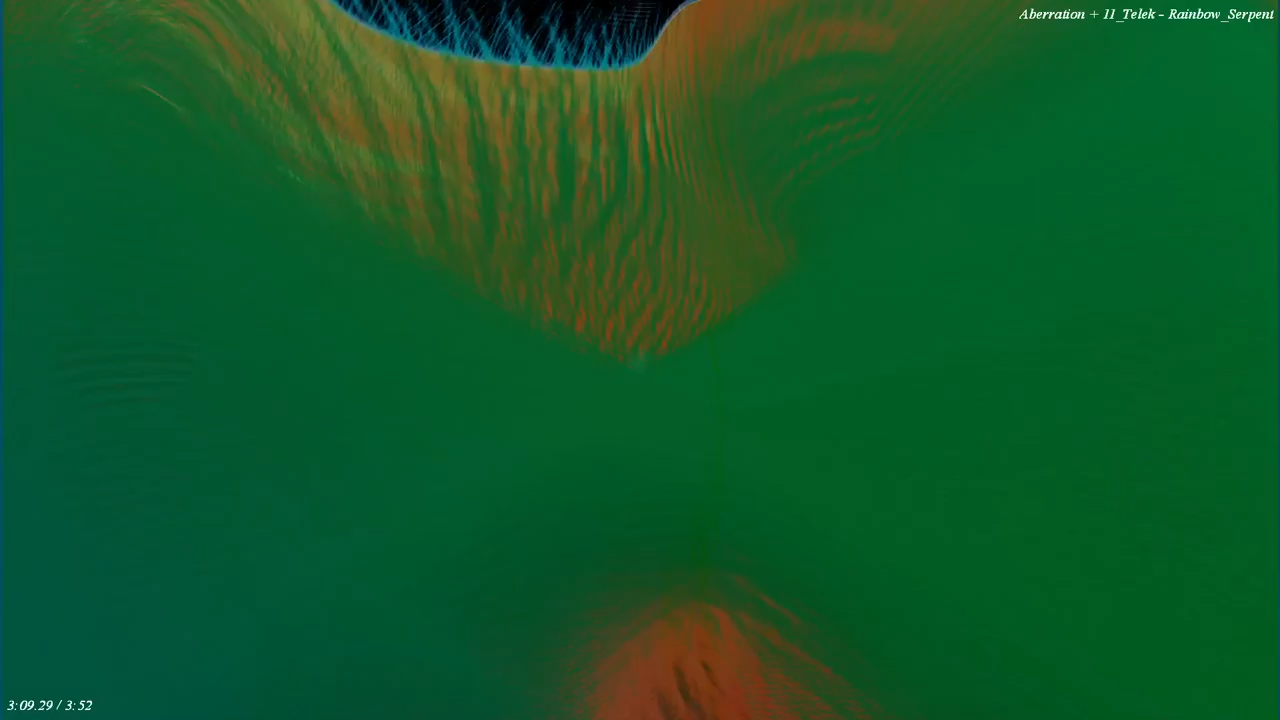 Aberration + 11_Telek - Rainbow_Serpent
3:09.29 / 3:52